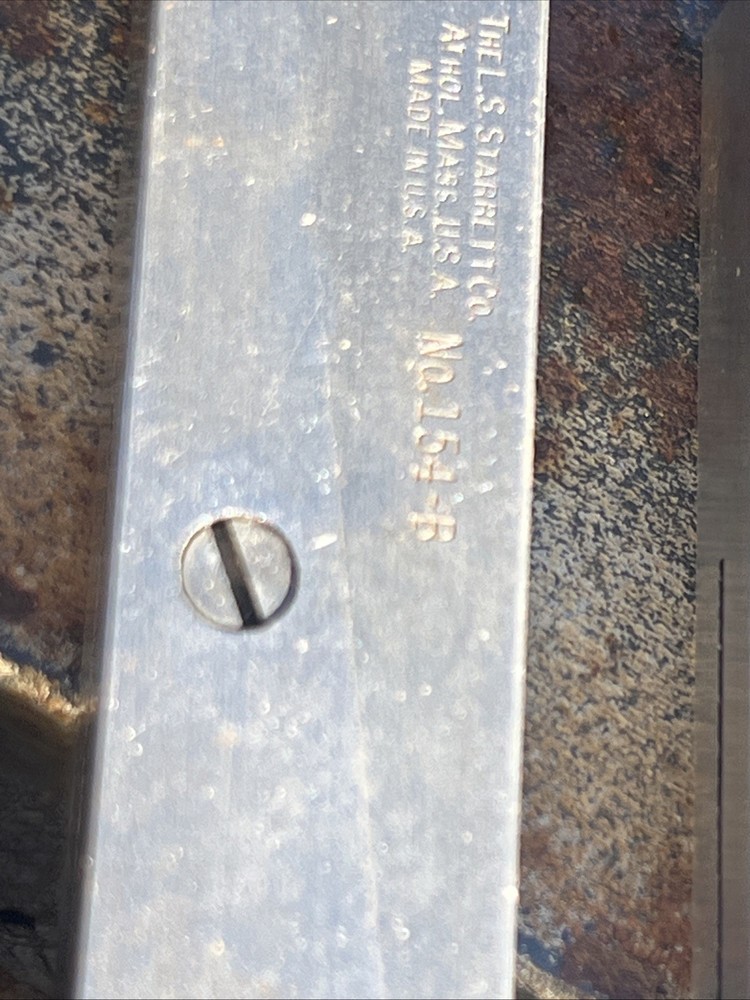 THE L.S. STARRETT CO.
ATHOL, MASS., U.S.A.
MADE IN U.S.A.
No. 154-B